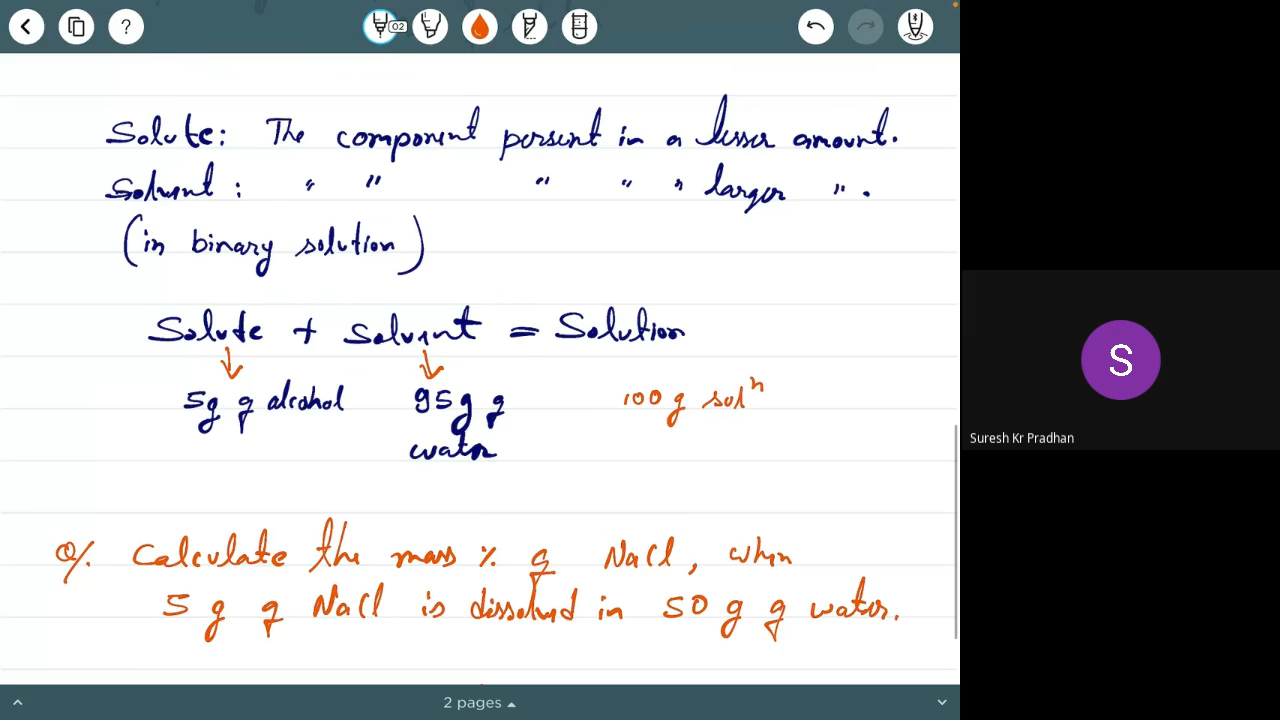 ?
02
Solute: The component persent in a lesser amount.
Solvent: " " " " " larger " .
(in binary solution)
Solute + Solvent = Solution
5g of alcohol 95g of 100 g solⁿ
water
Q/. Calculate the mass % of NaCl, when
5 g of NaCl is dissolved in 50 g of water.
2 pages
S
Suresh Kr Pradhan